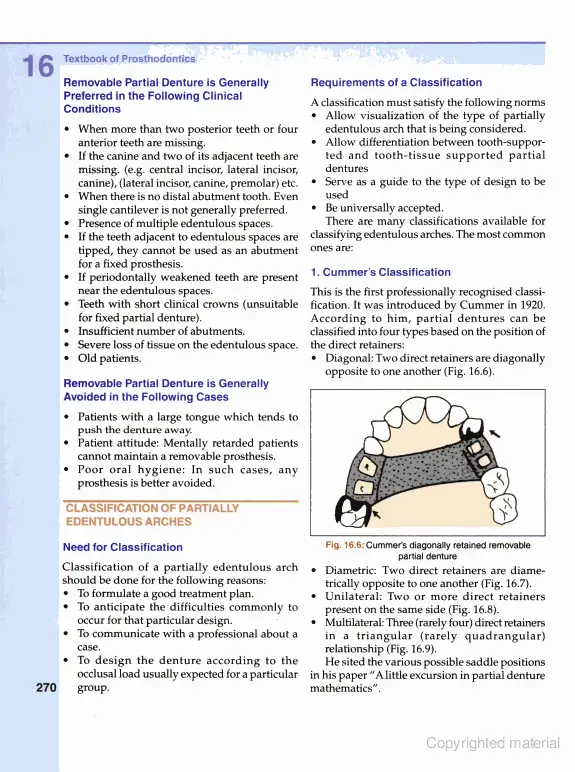 16
Textbook of Prosthodontics
Removable Partial Denture is Generally
Preferred in the Following Clinical
Conditions
• When more than two posterior teeth or four
anterior teeth are missing.
• If the canine and two of its adjacent teeth are
missing. (e.g. central incisor, lateral incisor,
canine), (lateral incisor, canine, premolar) etc.
• When there is no distal abutment tooth. Even
single cantilever is not generally preferred.
• Presence of multiple edentulous spaces.
• If the teeth adjacent to edentulous spaces are
tipped, they cannot be used as an abutment
for a fixed prosthesis.
• If periodontally weakened teeth are present
near the edentulous spaces.
• Teeth with short clinical crowns (unsuitable
for fixed partial denture).
• Insufficient number of abutments.
• Severe loss of tissue on the edentulous space.
• Old patients.
Removable Partial Denture is Generally
Avoided in the Following Cases
• Patients with a large tongue which tends to
push the denture away.
• Patient attitude: Mentally retarded patients
cannot maintain a removable prosthesis.
• Poor oral hygiene: In such cases, any
prosthesis is better avoided.
CLASSIFICATION OF PARTIALLY
EDENTULOUS ARCHES
Need for Classification
Classification of a partially edentulous arch
should be done for the following reasons:
• To formulate a good treatment plan.
• To anticipate the difficulties commonly to
occur for that particular design.
• To communicate with a professional about a
case.
• To design the denture according to the
occlusal load usually expected for a particular
group.
270
Requirements of a Classification
A classification must satisfy the following norms
• Allow visualization of the type of partially
edentulous arch that is being considered.
• Allow differentiation between tooth-suppor-
ted and tooth-tissue supported partial
dentures
• Serve as a guide to the type of design to be
used
• Be universally accepted.
There are many classifications available for
classifying edentulous arches. The most common
ones are:
1. Cummer's Classification
This is the first professionally recognised classi-
fication. It was introduced by Cummer in 1920.
According to him, partial dentures can be
classified into four types based on the position of
the direct retainers:
• Diagonal: Two direct retainers are diagonally
opposite to one another (Fig. 16.6).
Fig. 16.6: Cummer's diagonally retained removable
partial denture
• Diametric: Two direct retainers are diame-
trically opposite to one another (Fig. 16.7).
• Unilateral: Two or more direct retainers
present on the same side (Fig. 16.8).
• Multilateral: Three (rarely four) direct retainers
in a triangular (rarely quadrangular)
relationship (Fig. 16.9).
He sited the various possible saddle positions
in his paper "A little excursion in partial denture
mathematics".
Copyrighted material